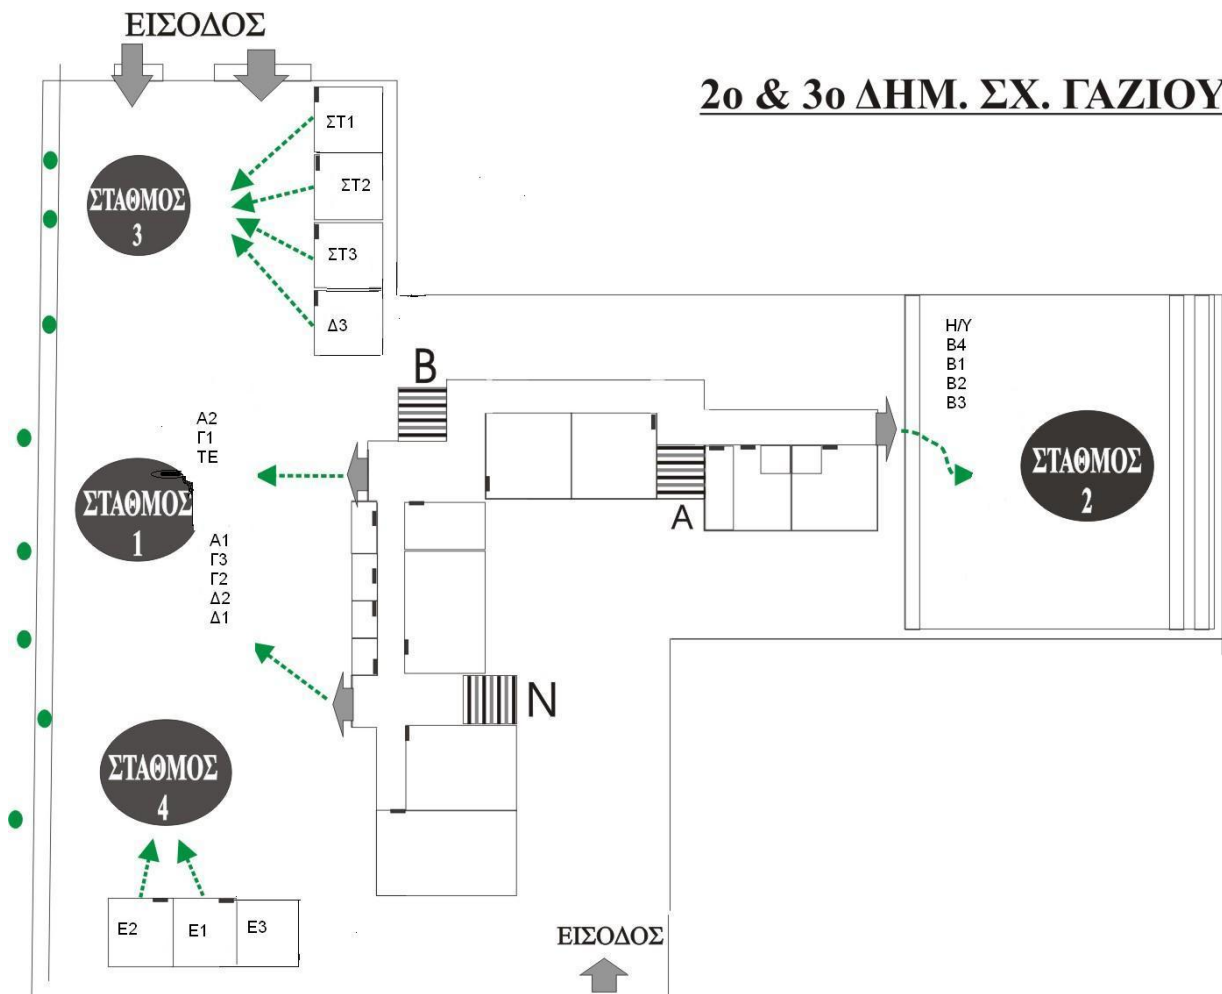 ΕΙΣΟΔΟΣ
2ο & 3ο ΔΗΜ. ΣΧ. ΓΑΖΙΟΥ
ΣΤ1
ΣΤ2
ΣΤ3
Δ3
ΣΤΑΘΜΟΣ
3
Η/Υ
Β4
Β1
Β2
Β3
Β
Α2
Γ1
ΤΕ
ΣΤΑΘΜΟΣ
1
ΣΤΑΘΜΟΣ
2
Α
Α1
Γ3
Γ2
Δ2
Δ1
Ν
ΣΤΑΘΜΟΣ
4
Ε2
Ε1
Ε3
ΕΙΣΟΔΟΣ